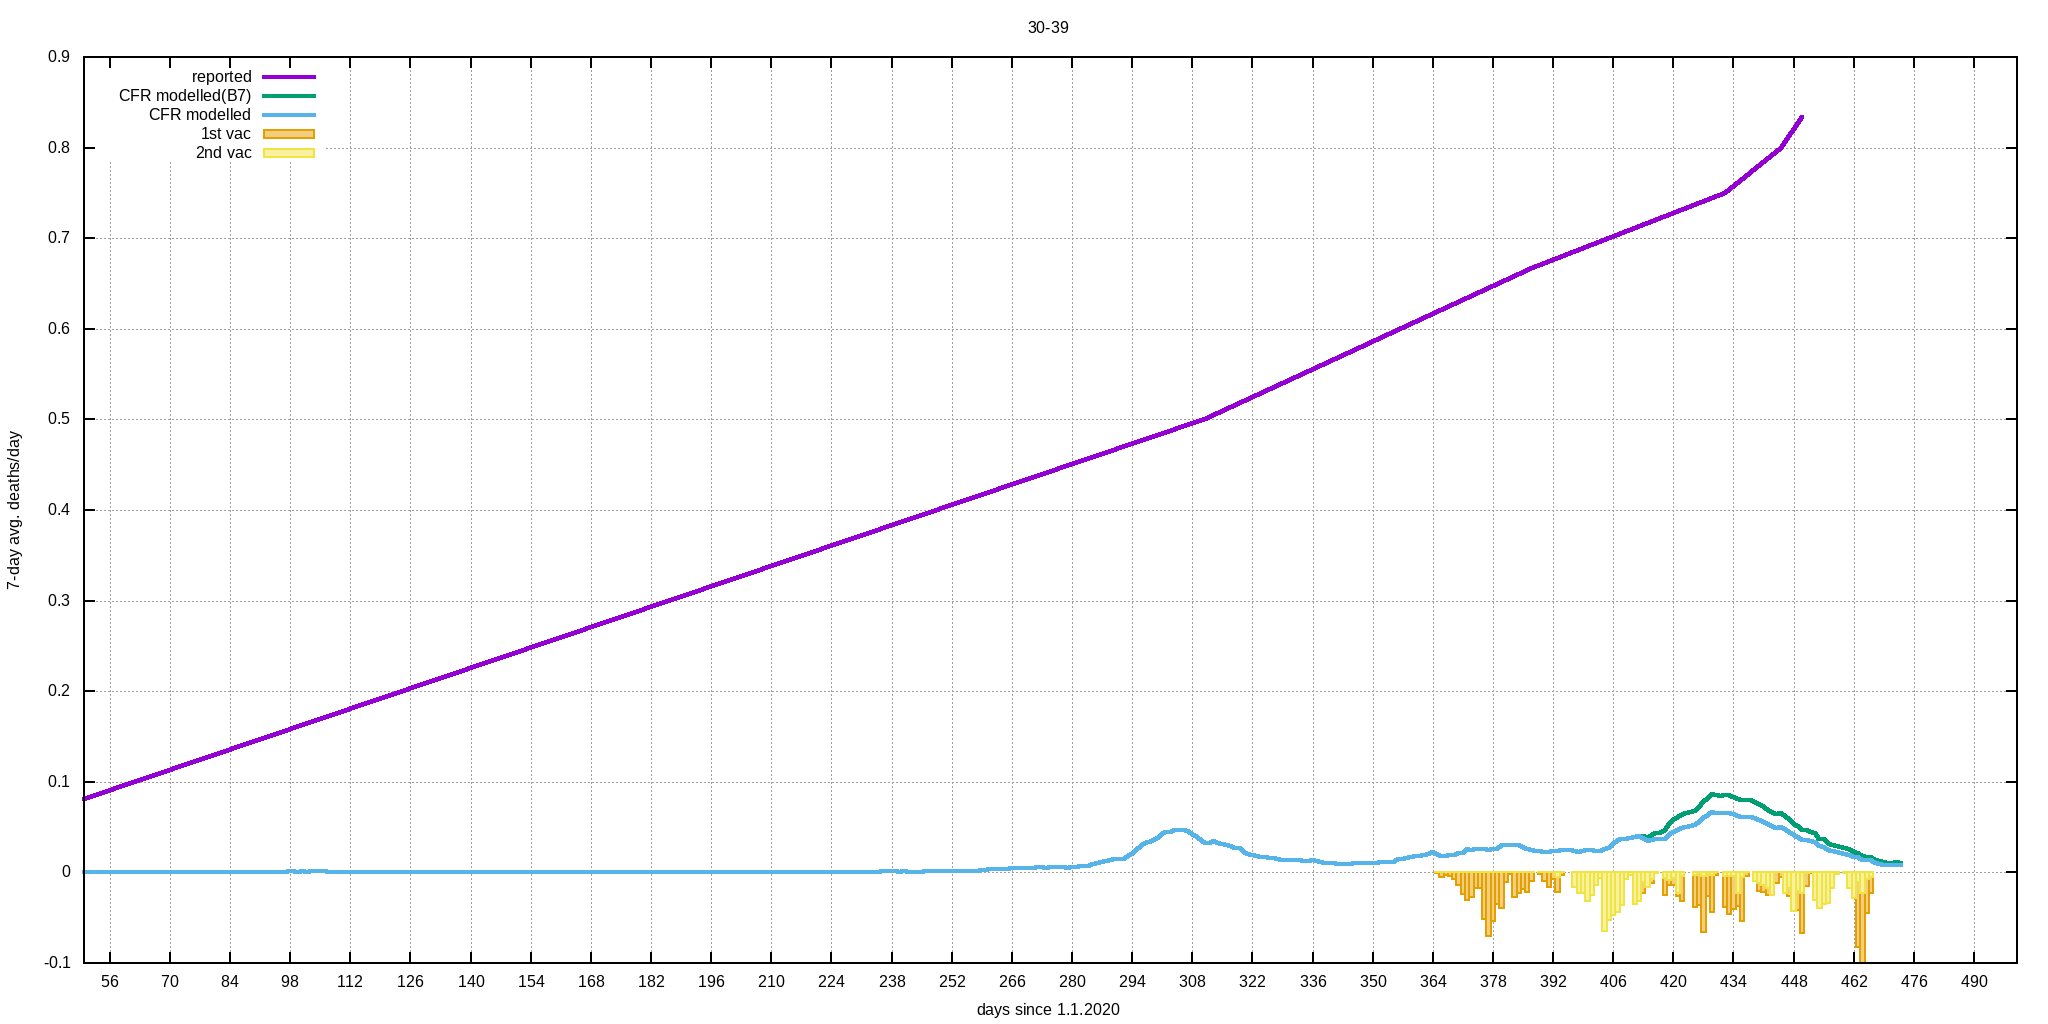 30-39
0.9
0.8
0.7
0.6
0.5
0.4
0.3
0.2
0.1
0
-0.1
7-day avg. deaths/day
reported
CFR modelled(B7)
CFR modelled
1st vac
2nd vac
56 70 84 98 112 126 140 154 168 182 196 210 224 238 252 266 280 294 308 322 336 350 364 378 392 406 420 434 448 462 476 490
days since 1.1.2020